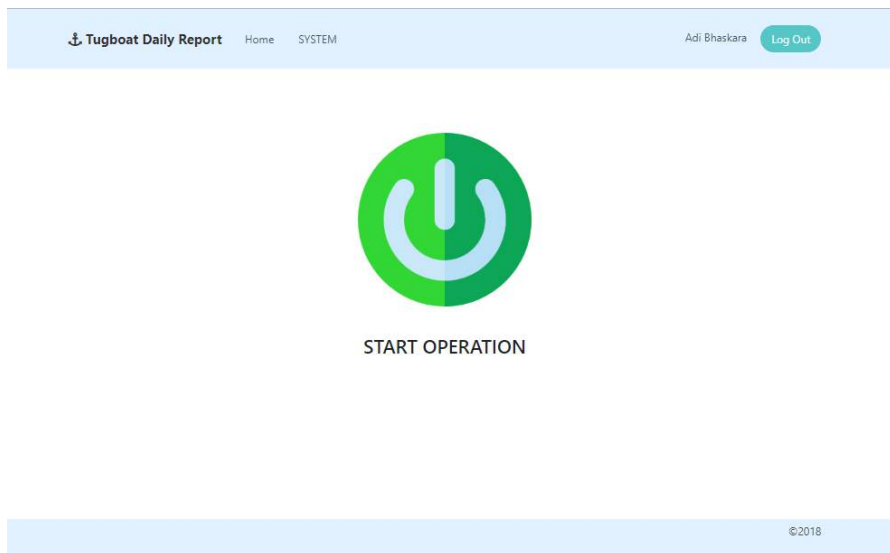 Tugboat Daily Report Home SYSTEM Adi Bhaskara Log Out
START OPERATION
©2018